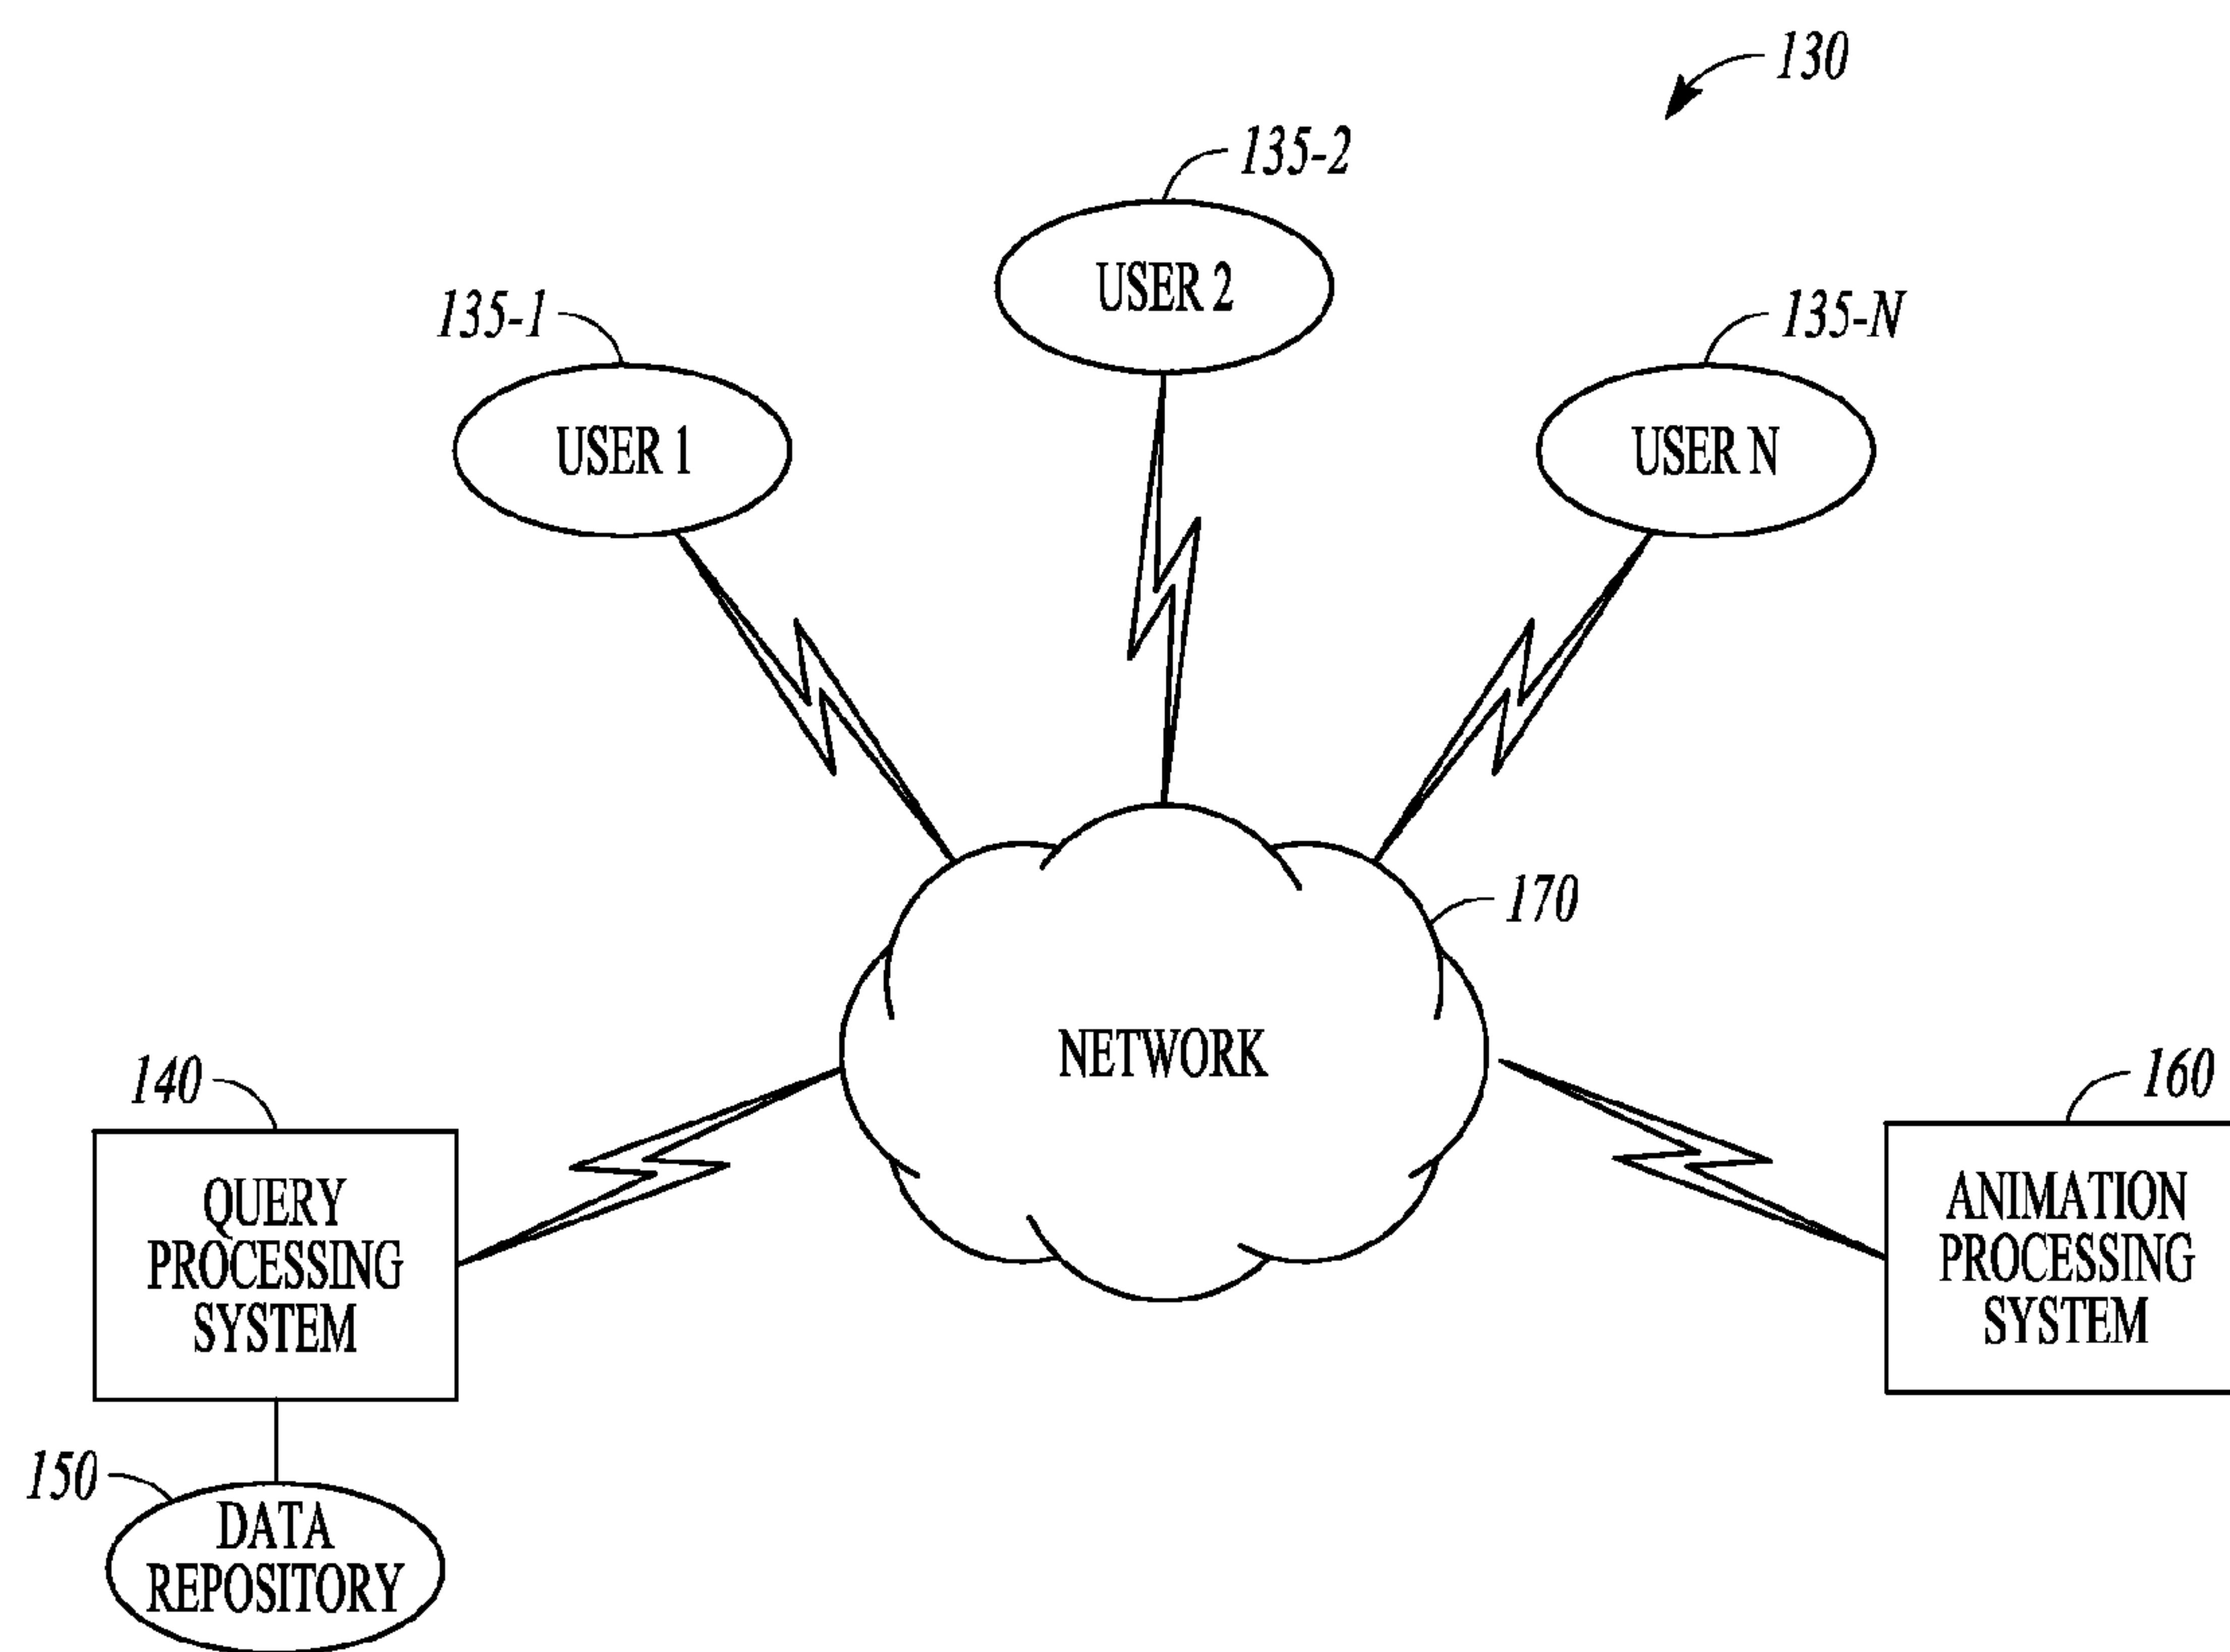 130
135-2
USER 2
135-1
135-N
USER 1
USER N
170
NETWORK
140
160
QUERY
PROCESSING
SYSTEM
ANIMATION
PROCESSING
SYSTEM
150
DATA
REPOSITORY